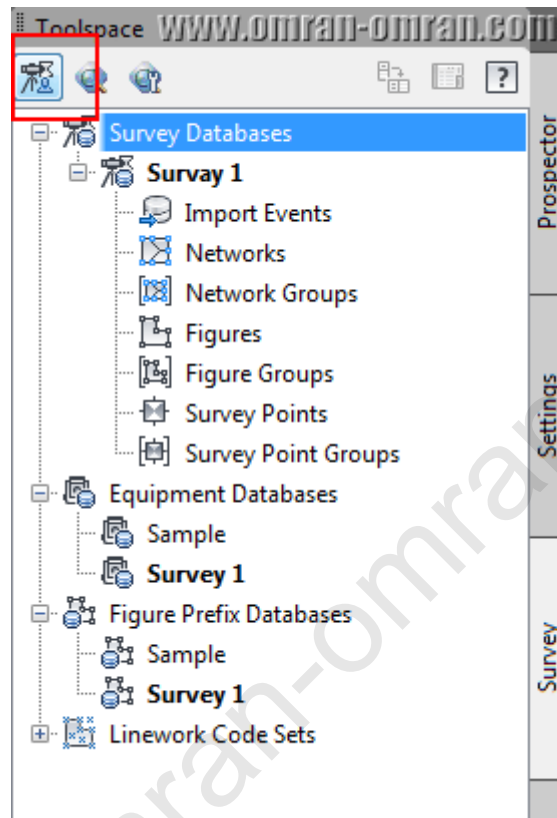 Toolspace www.omran-omran.com
?
Survey Databases
Survay 1
Import Events
Networks
Network Groups
Figures
Figure Groups
Survey Points
Survey Point Groups
Equipment Databases
Sample
Survey 1
Figure Prefix Databases
Sample
Survey 1
Linework Code Sets
Prospector
Settings
Survey
omran-omran